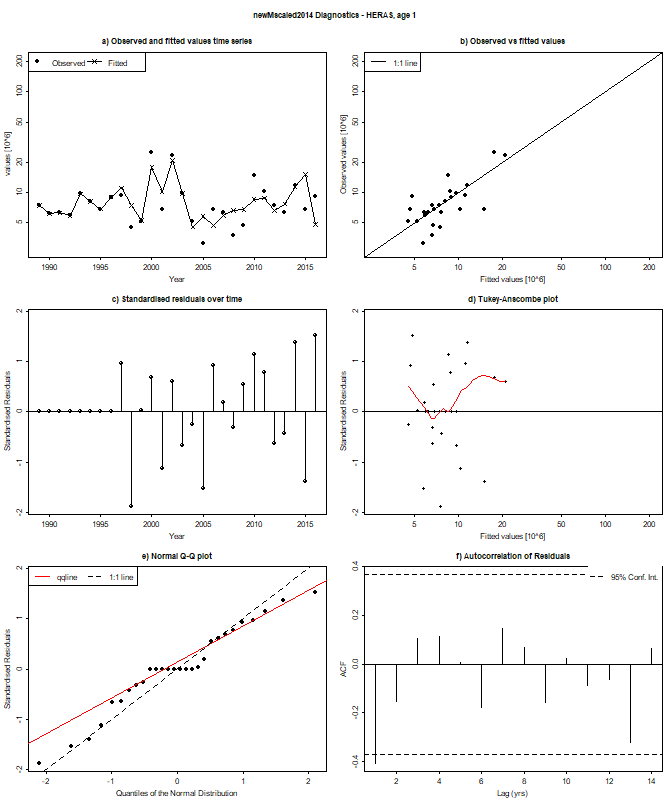 newMscaled2014 Diagnostics - HERAS, age 1
a) Observed and fitted values time series
Observed
Fitted
values [10^6]
200
100
50
20
10
5
1990
1995
2000
2005
2010
2015
Year
b) Observed vs fitted values
1:1 line
Observed values [10^6]
200
100
50
20
10
5
5
10
20
50
100
200
Fitted values [10^6]
c) Standardised residuals over time
Standardised Residuals
2
1
0
-1
-2
1990
1995
2000
2005
2010
2015
Year
d) Tukey-Anscombe plot
Standardised Residuals
2
1
0
-1
-2
5
10
20
50
100
200
Fitted values [10^6]
e) Normal Q-Q plot
qqline
1:1 line
Standardised Residuals
2
1
0
-1
-2
-2
-1
0
1
2
Quantiles of the Normal Distribution
f) Autocorrelation of Residuals
95% Conf. Int.
ACF
0.4
0.2
0.0
-0.2
-0.4
2
4
6
8
10
12
14
Lag (yrs)